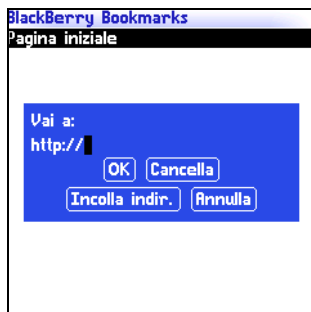 BlackBerry Bookmarks
Pagina iniziale
Vai a:
http://
OK Cancella
Incolla indir. Annulla